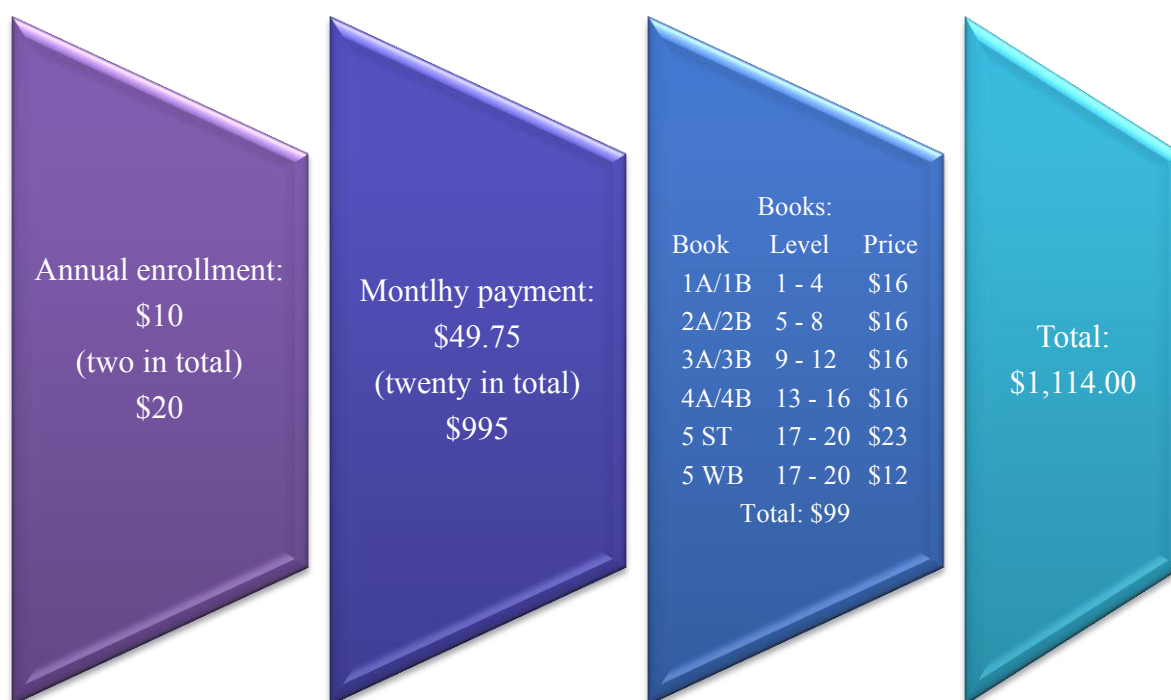 Annual enrollment:
$10
(two in total)
$20
Montlhy payment:
$49.75
(twenty in total)
$995
Books:
Book Level Price
1A/1B 1 - 4 $16
2A/2B 5 - 8 $16
3A/3B 9 - 12 $16
4A/4B 13 - 16 $16
5 ST 17 - 20 $23
5 WB 17 - 20 $12
Total: $99
Total:
$1,114.00